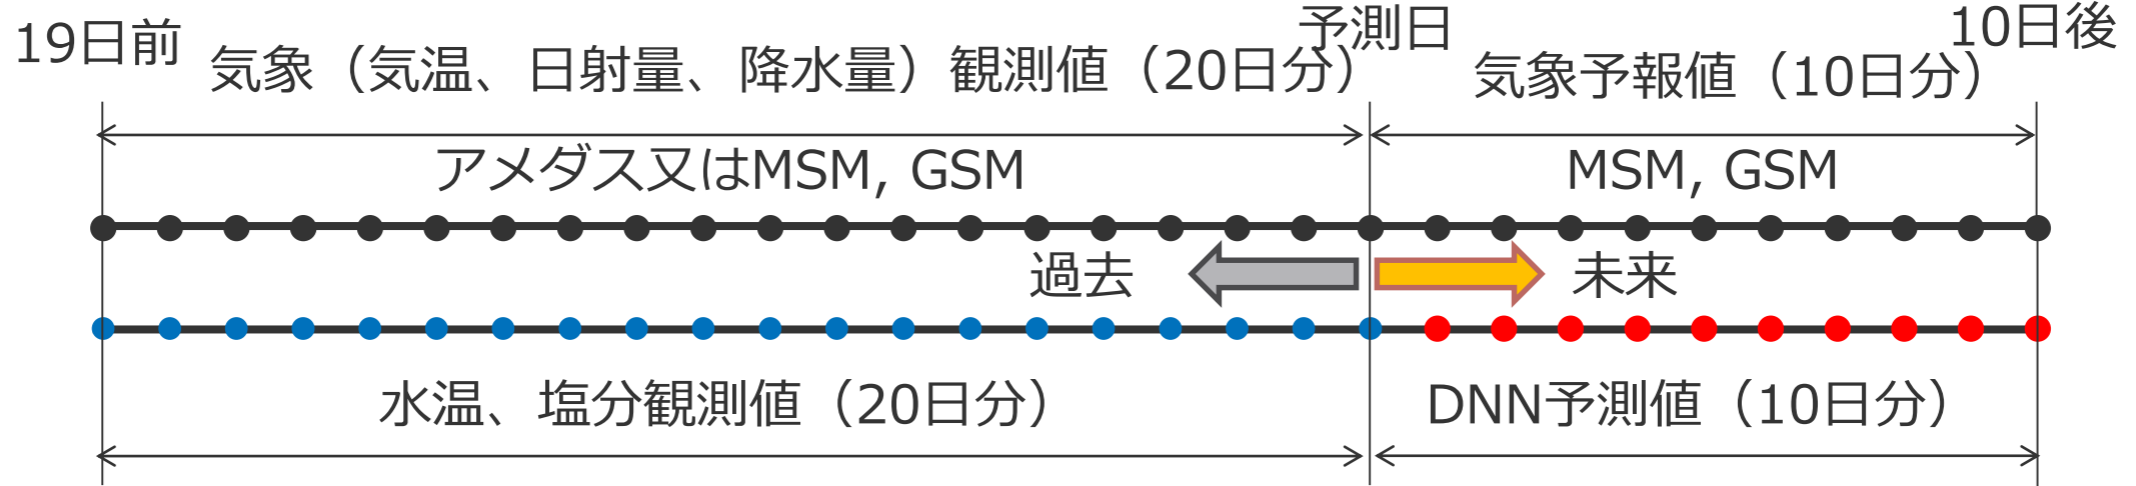 19日前
気象（気温、日射量、降水量）観測値（20日分）
予測日
気象予報値（10日分）
10日後
アメダス又はMSM, GSM
MSM, GSM
過去
未来
水温、塩分観測値（20日分）
DNN予測値（10日分）